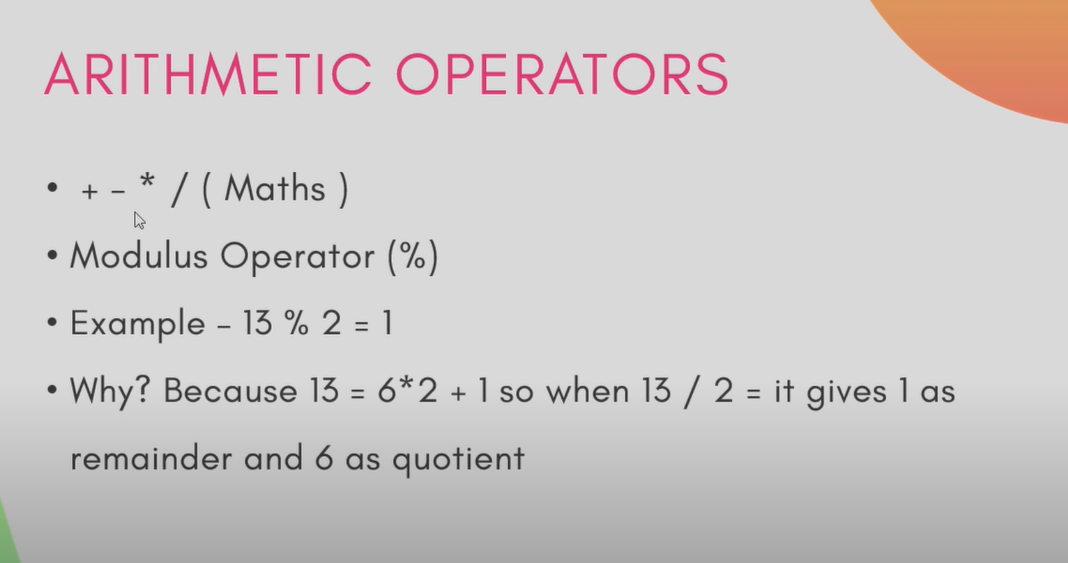 ARITHMETIC OPERATORS
• + - * / ( Maths )
• Modulus Operator (%)
• Example - 13 % 2 = 1
• Why? Because 13 = 6*2 + 1 so when 13 / 2 = it gives 1 as
remainder and 6 as quotient